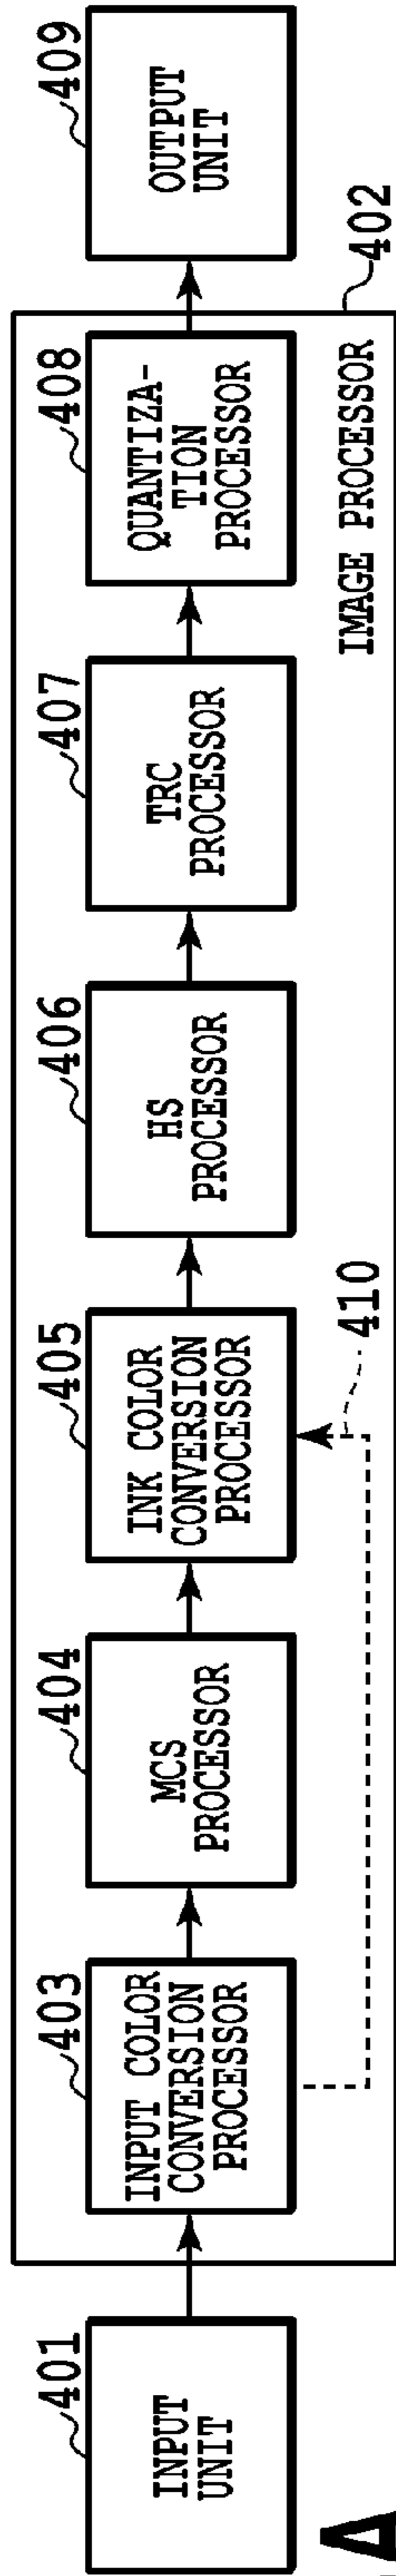 401
INPUT
UNIT
403
INPUT COLOR
CONVERSION
PROCESSOR
404
MCS
PROCESSOR
405
INK COLOR
CONVERSION
PROCESSOR
406
HS
PROCESSOR
407
TRC
PROCESSOR
408
QUANTIZA-
TION
PROCESSOR
409
OUTPUT
UNIT
410
IMAGE PROCESSOR
402
A